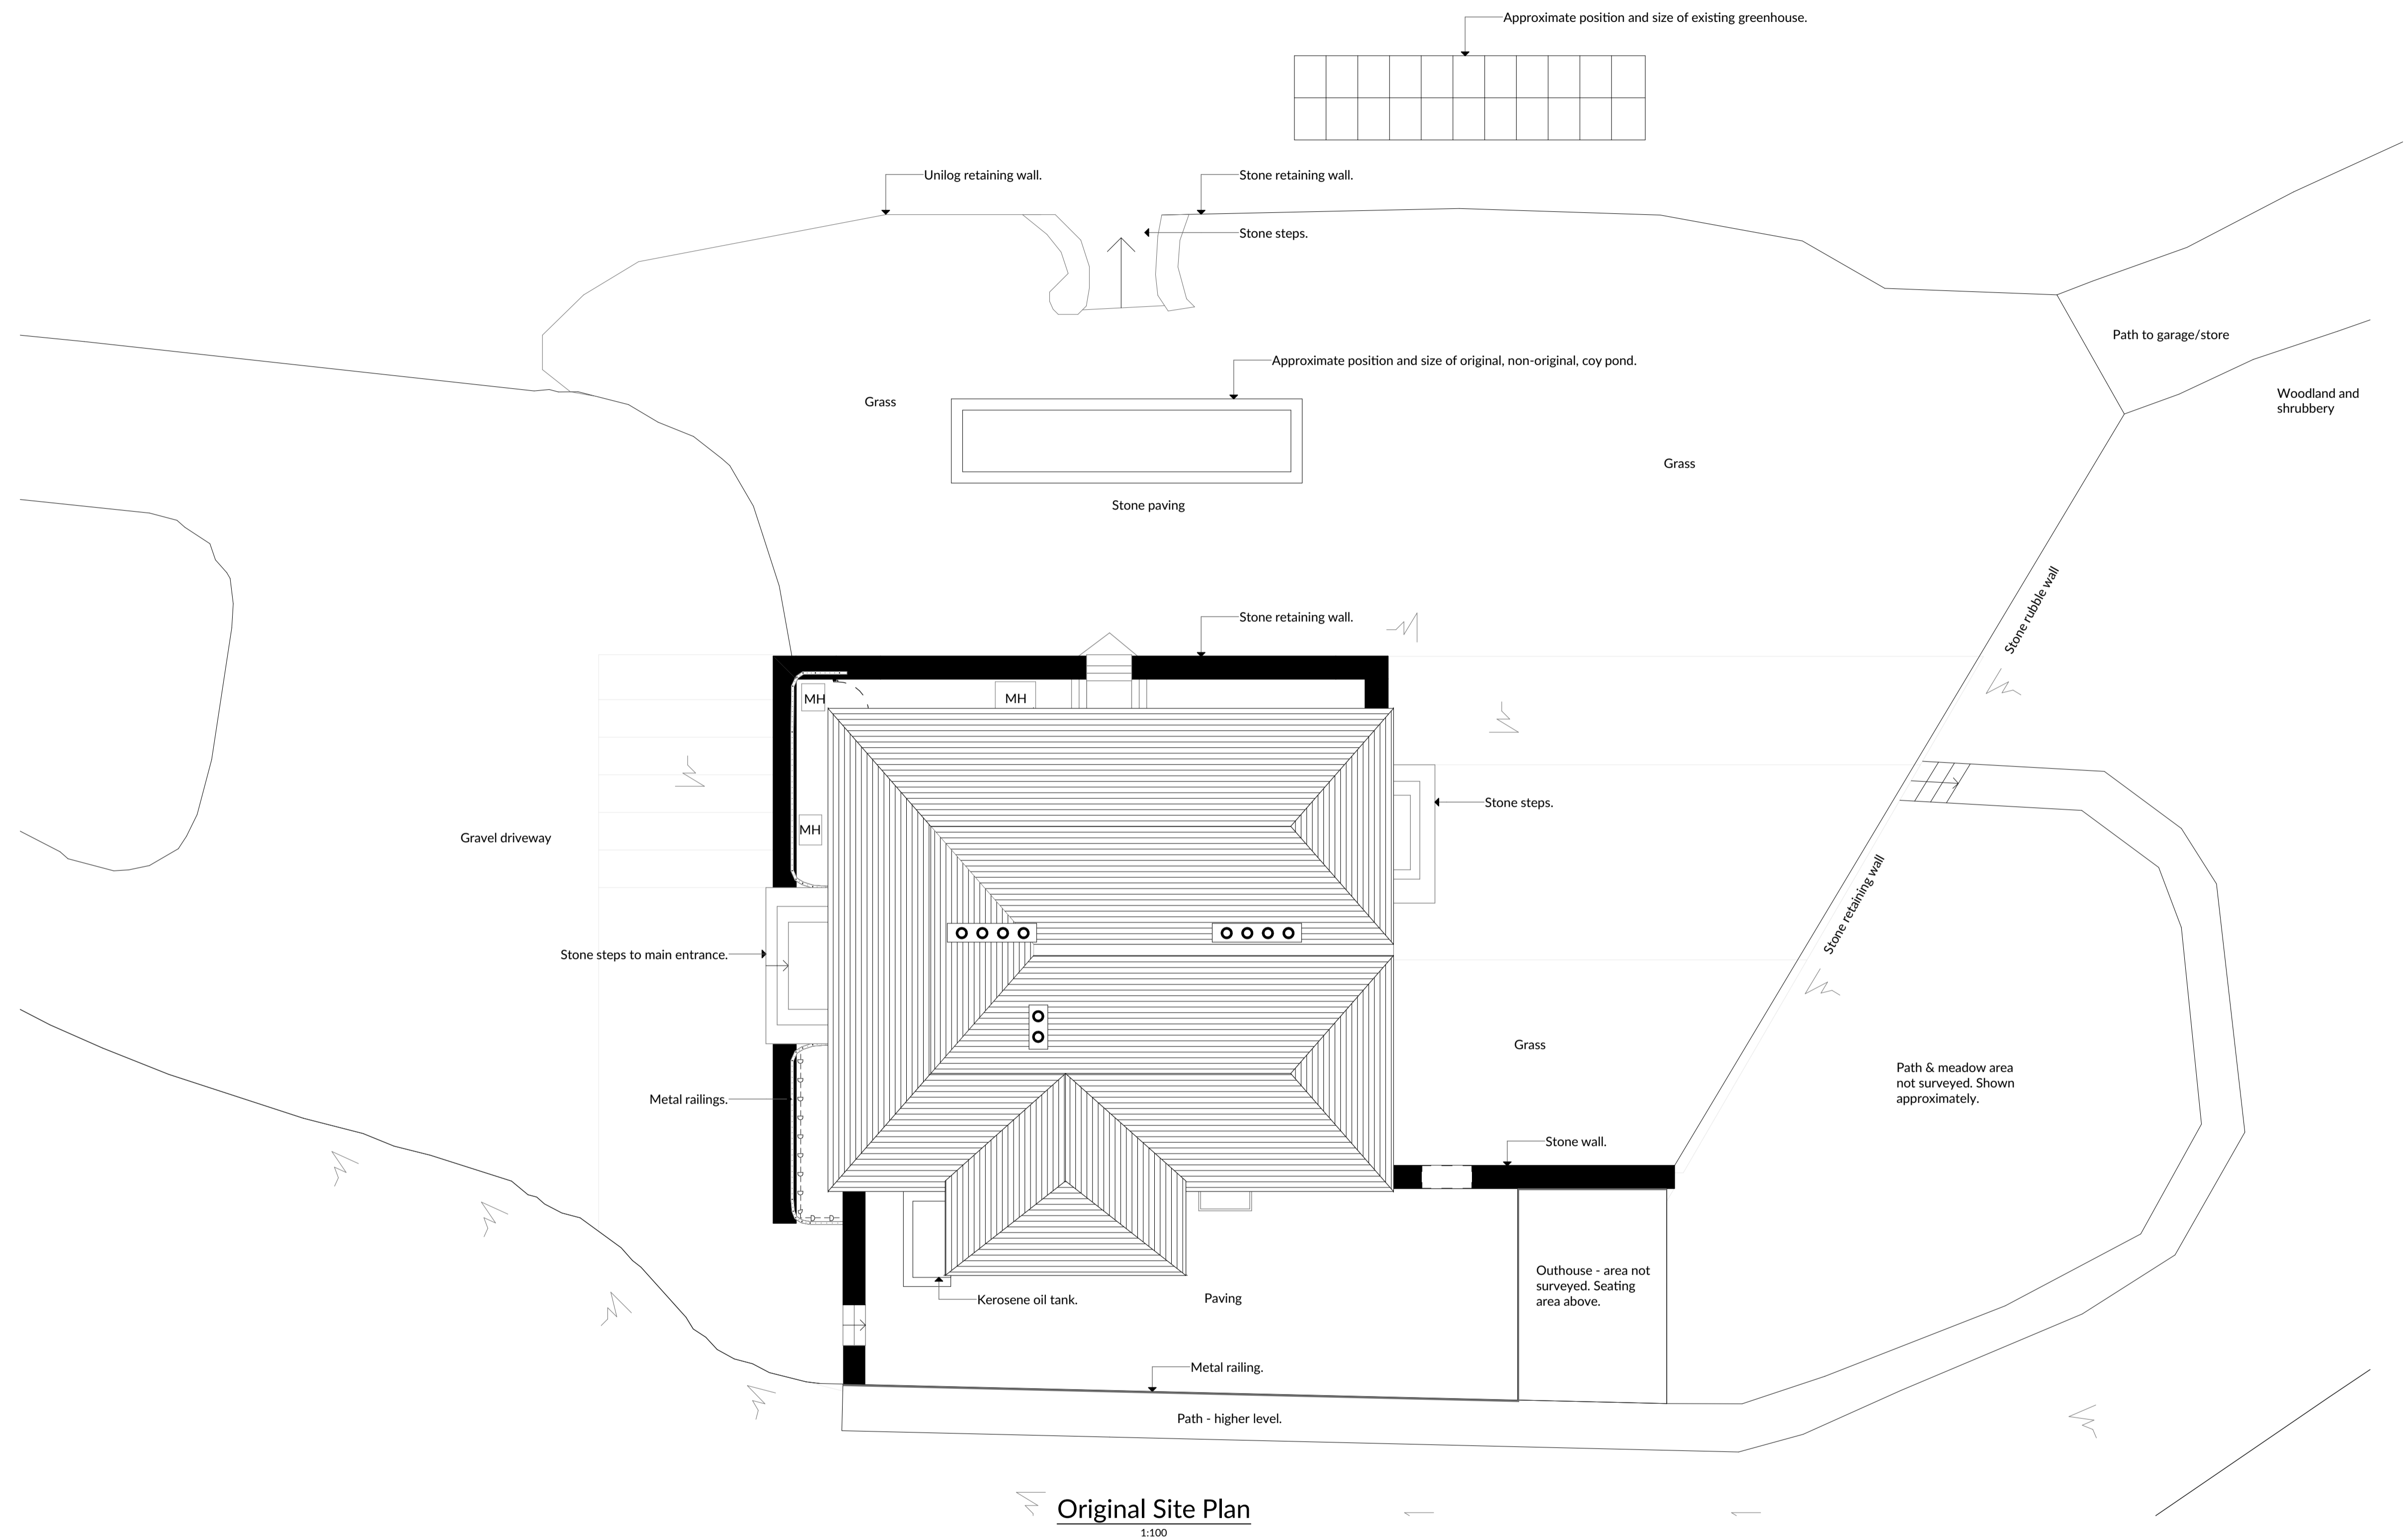 Approximate position and size of existing greenhouse.
Unilog retaining wall.
Stone retaining wall.
Stone steps.
Path to garage/store
Approximate position and size of original, non-original, coy pond.
Woodland and
shrubbery
Grass
Grass
Stone paving
Stone rubble wall
Stone retaining wall.
MH
MH
Stone steps.
MH
Gravel driveway
Stone retaining wall
Stone steps to main entrance.
Grass
Path & meadow area
not surveyed. Shown
approximately.
Metal railings.
Stone wall.
Outhouse - area not
surveyed. Seating
area above.
Kerosene oil tank.
Paving
Metal railing.
Path - higher level.
Original Site Plan
1:100